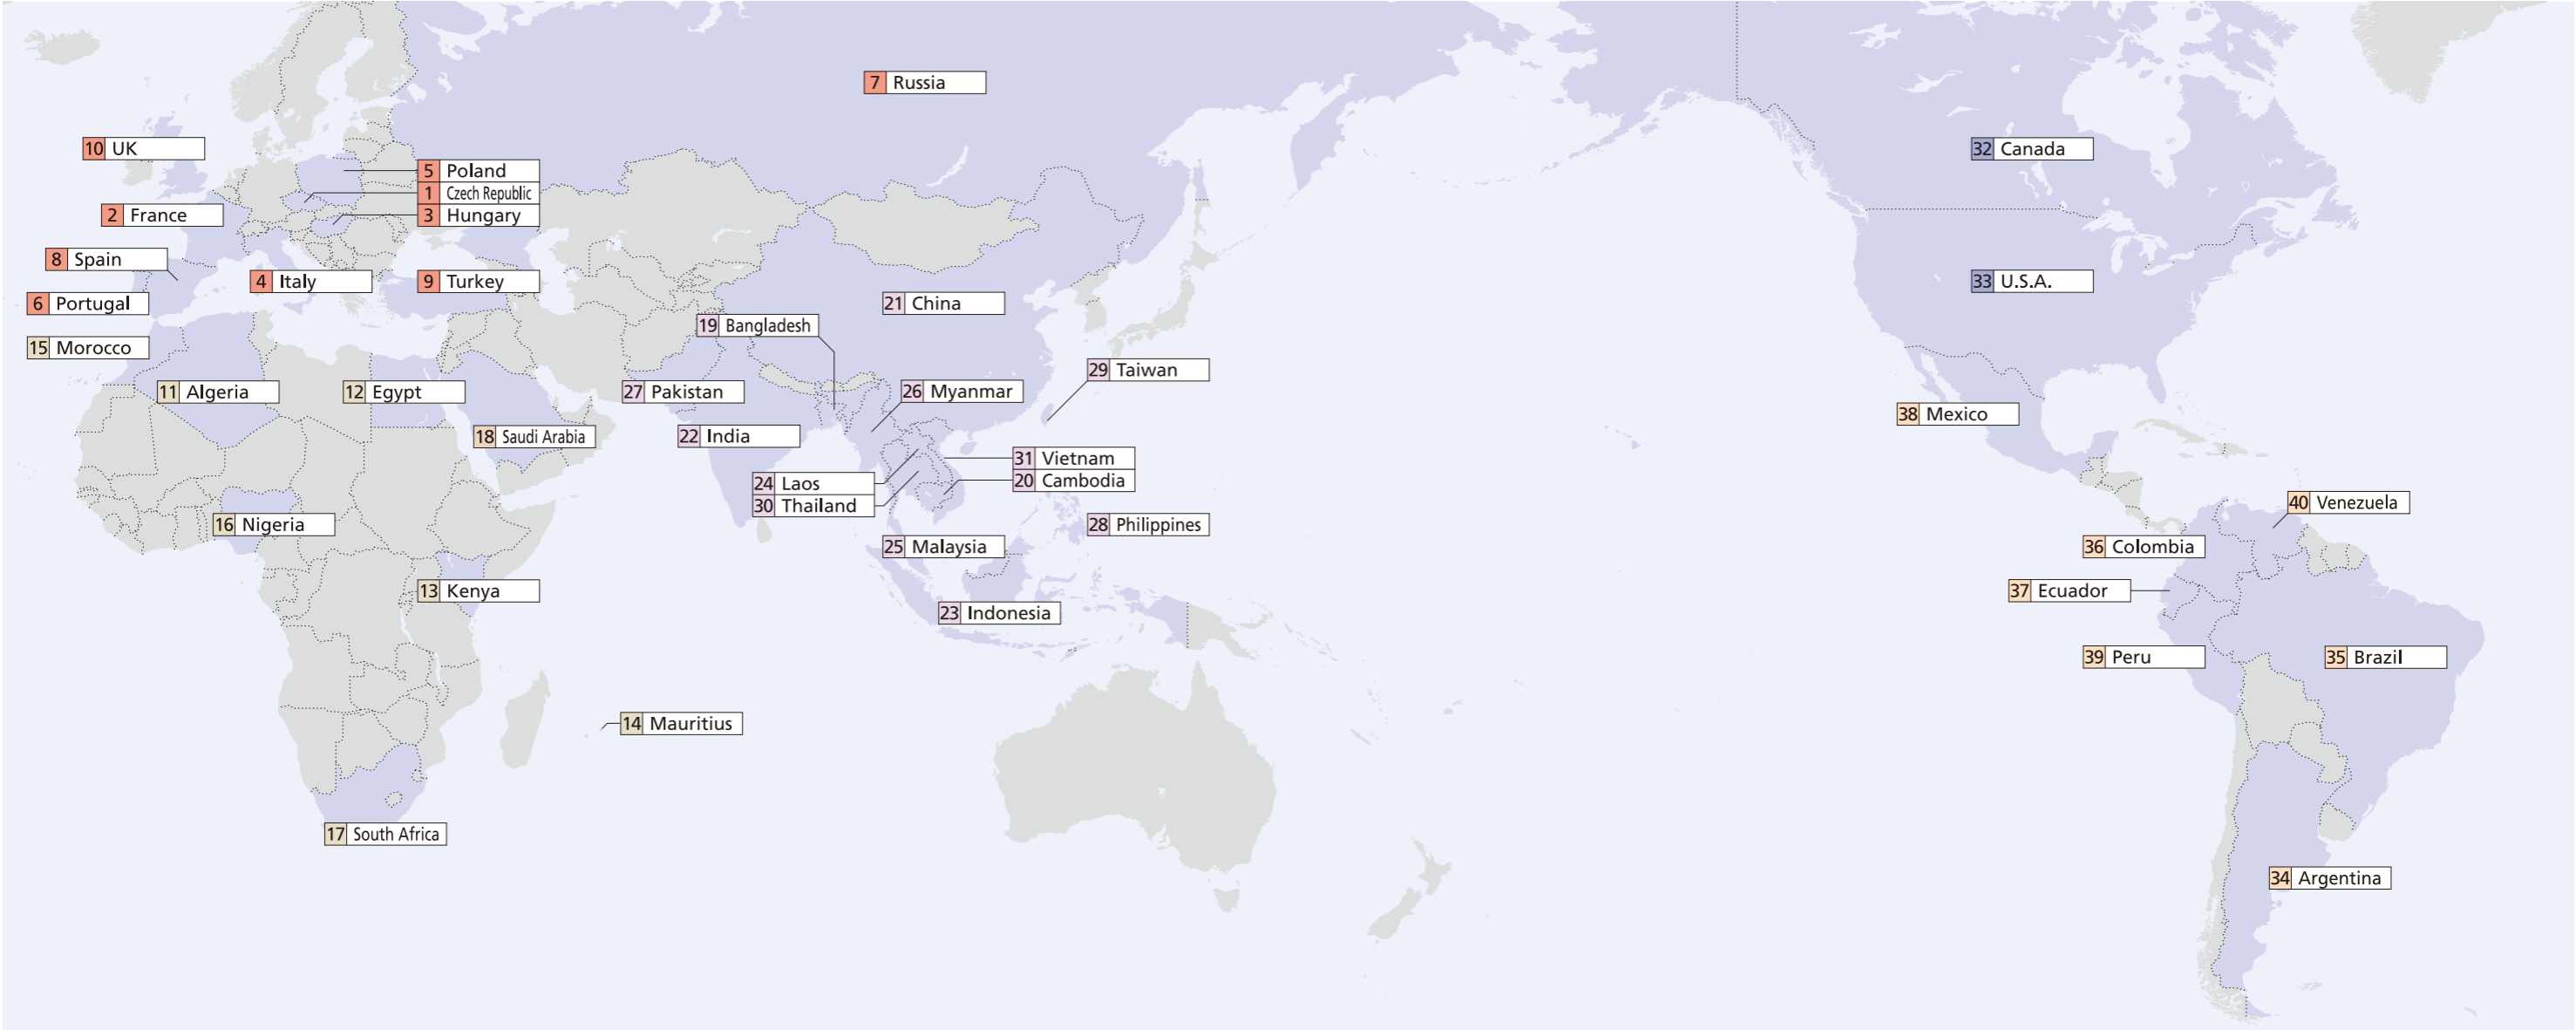 7 Russia
10 UK
32 Canada
5 Poland
1 Czech Republic
2 France
3 Hungary
8 Spain
4 Italy
9 Turkey
33 U.S.A.
6 Portugal
21 China
19 Bangladesh
15 Morocco
29 Taiwan
11 Algeria
12 Egypt
27 Pakistan
26 Myanmar
38 Mexico
18 Saudi Arabia
22 India
31 Vietnam
24 Laos
20 Cambodia
30 Thailand
40 Venezuela
16 Nigeria
28 Philippines
25 Malaysia
36 Colombia
13 Kenya
37 Ecuador
23 Indonesia
39 Peru
35 Brazil
14 Mauritius
17 South Africa
34 Argentina